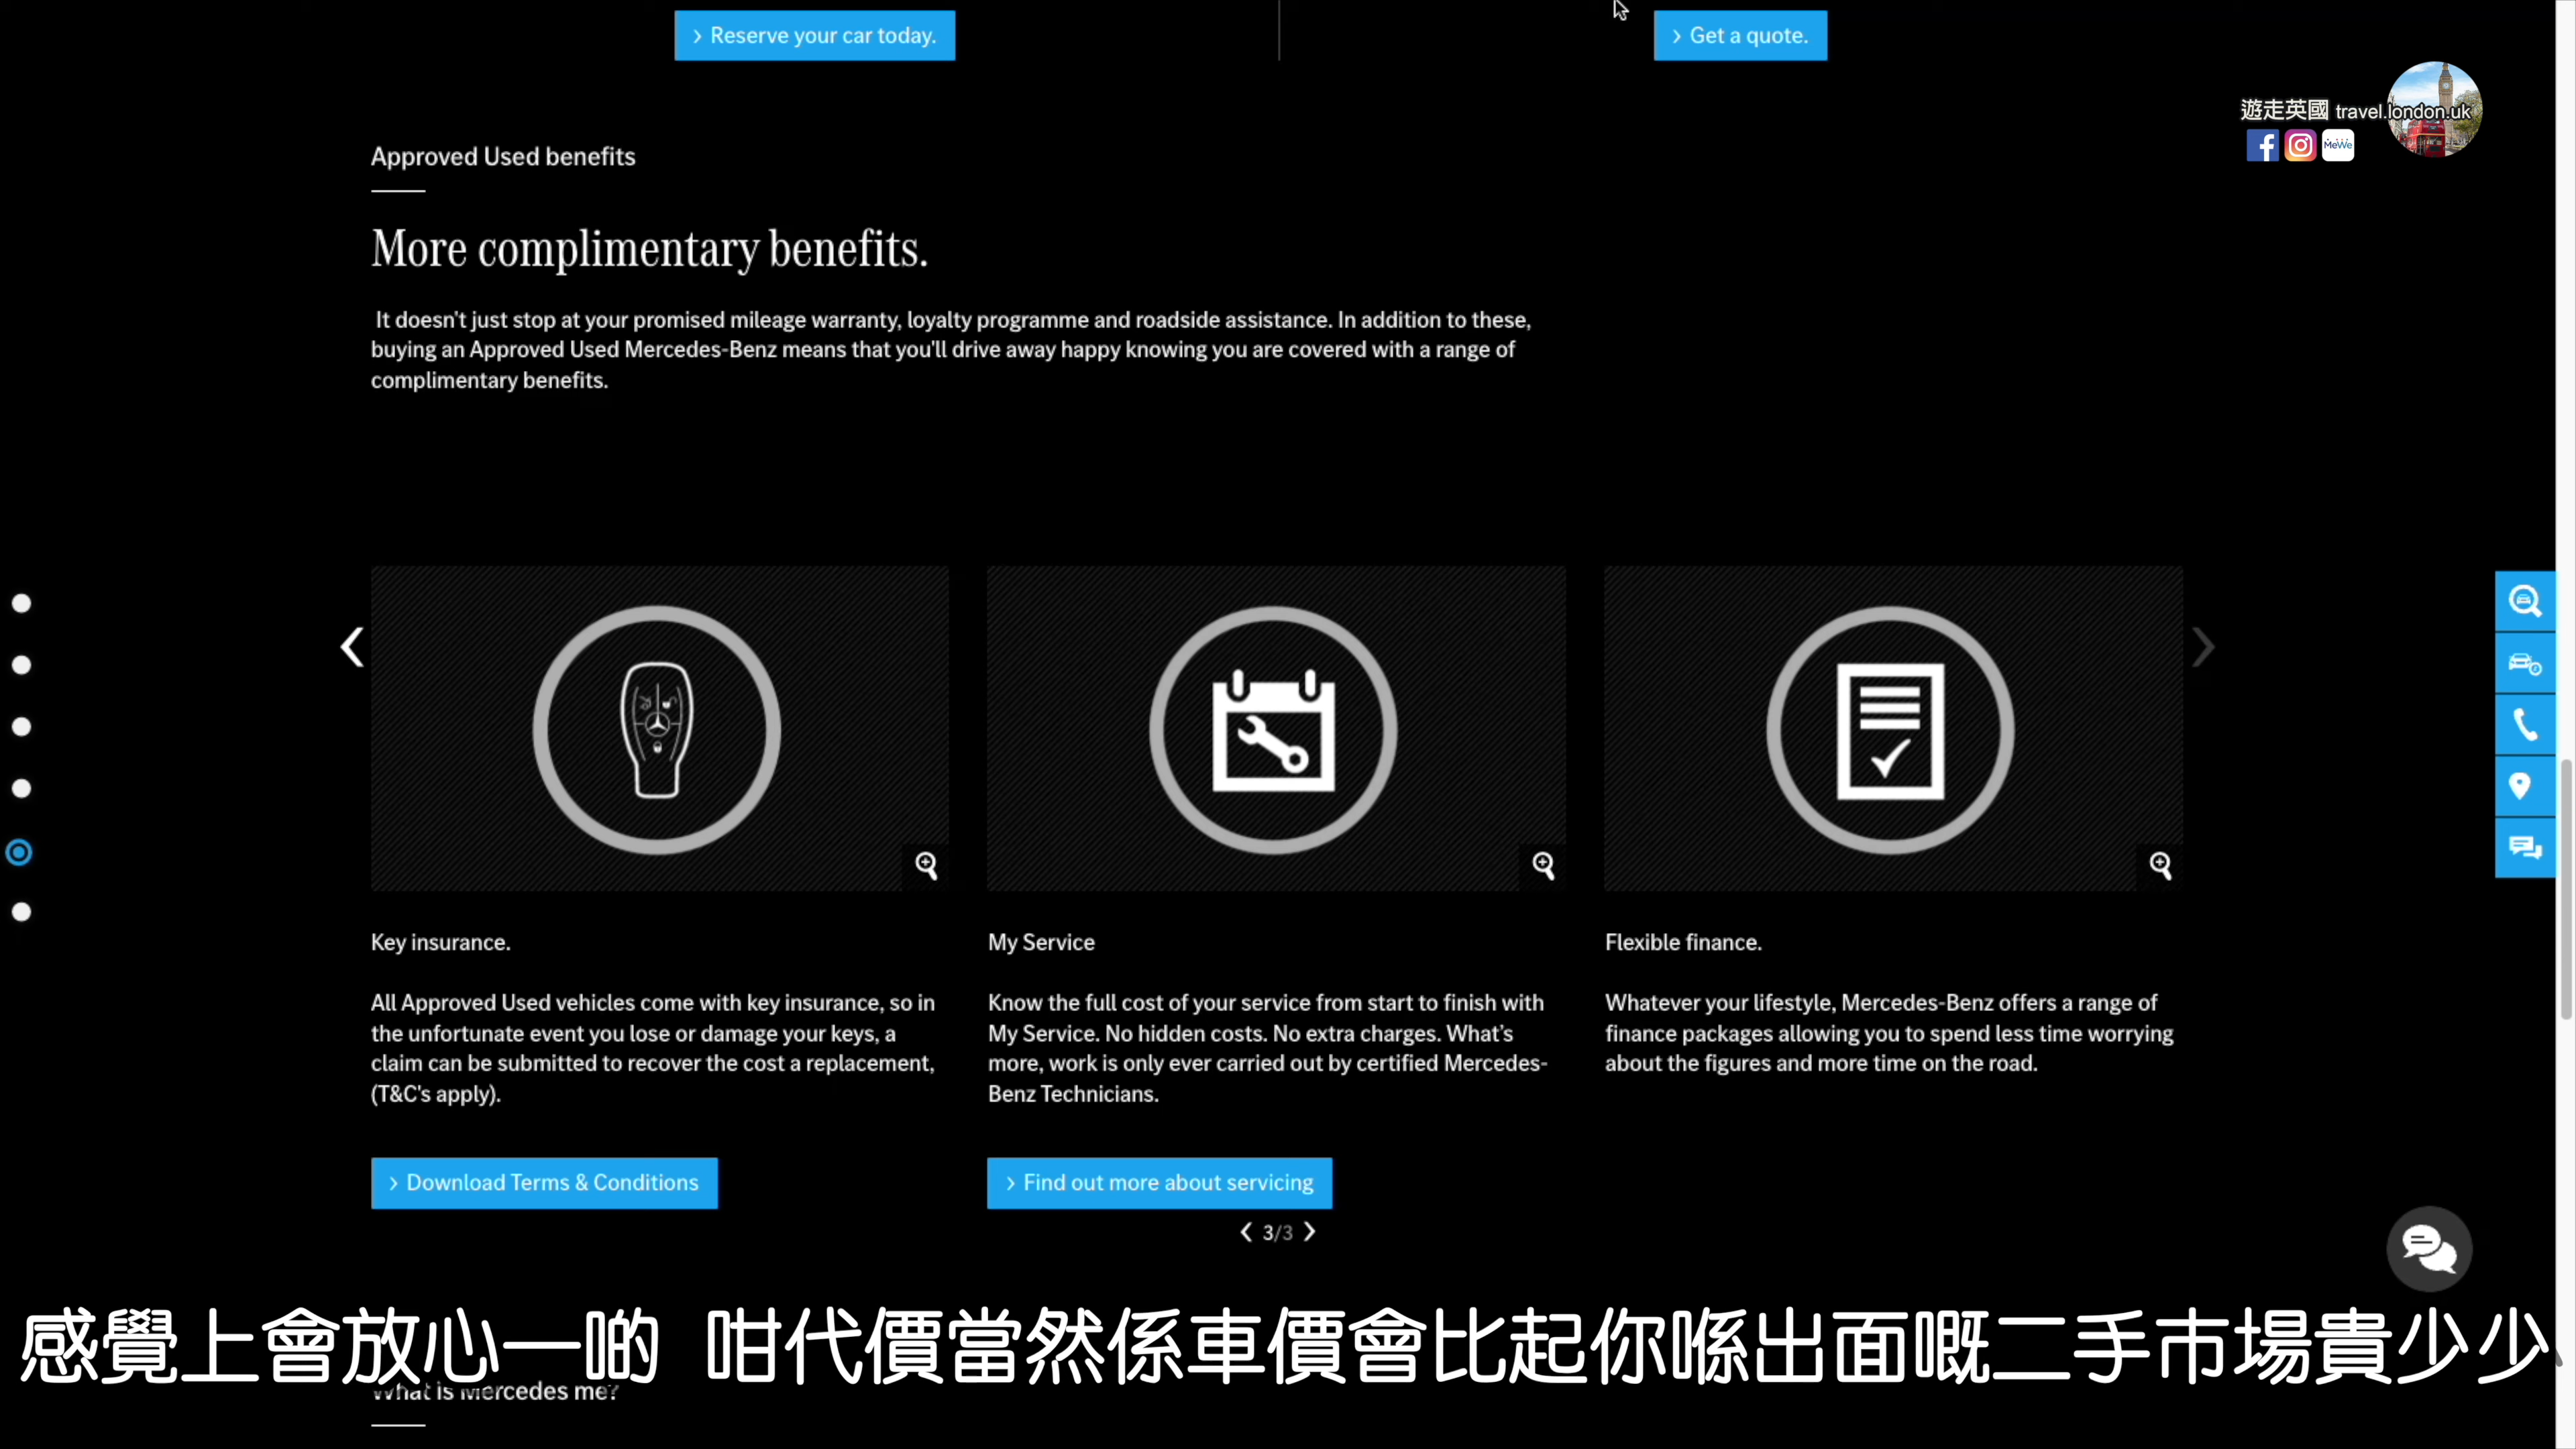 Reserve your car today.
Get a quote.
遊走英國 travel.london.uk
MeWe
Approved Used benefits
More complimentary benefits.
It doesn't just stop at your promised mileage warranty, loyalty programme and roadside assistance. In addition to these,
buying an Approved Used Mercedes-Benz means that you'll drive away happy knowing you are covered with a range of
complimentary benefits.
Key insurance.
All Approved Used vehicles come with key insurance, so in
the unfortunate event you lose or damage your keys, a
claim can be submitted to recover the cost a replacement,
(T&C's apply).
Download Terms & Conditions
My Service
Know the full cost of your service from start to finish with
My Service. No hidden costs. No extra charges. What's
more, work is only ever carried out by certified Mercedes-
Benz Technicians.
Find out more about servicing
Flexible finance.
Whatever your lifestyle, Mercedes-Benz offers a range of
finance packages allowing you to spend less time worrying
about the figures and more time on the road.
3/3
感覺上會放心一啲 咁代價當然係車價會比起你喺出面嘅二手市場貴少少
What is Mercedes me?